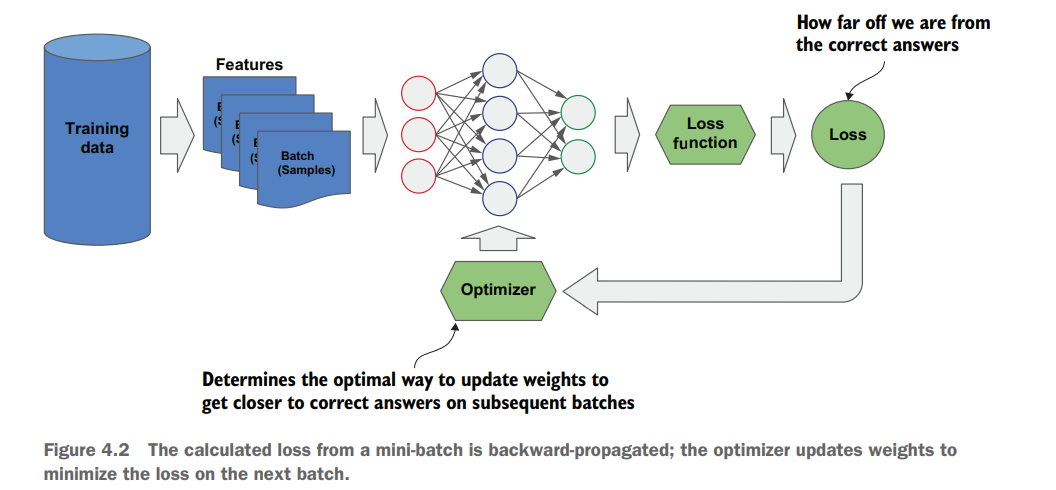 How far off we are from
the correct answers
Features
Training
data
B
(S
B
(S
B
(S
Batch
(Samples)
Loss
function
Loss
Optimizer
Determines the optimal way to update weights to
get closer to correct answers on subsequent batches
Figure 4.2 The calculated loss from a mini-batch is backward-propagated; the optimizer updates weights to
minimize the loss on the next batch.